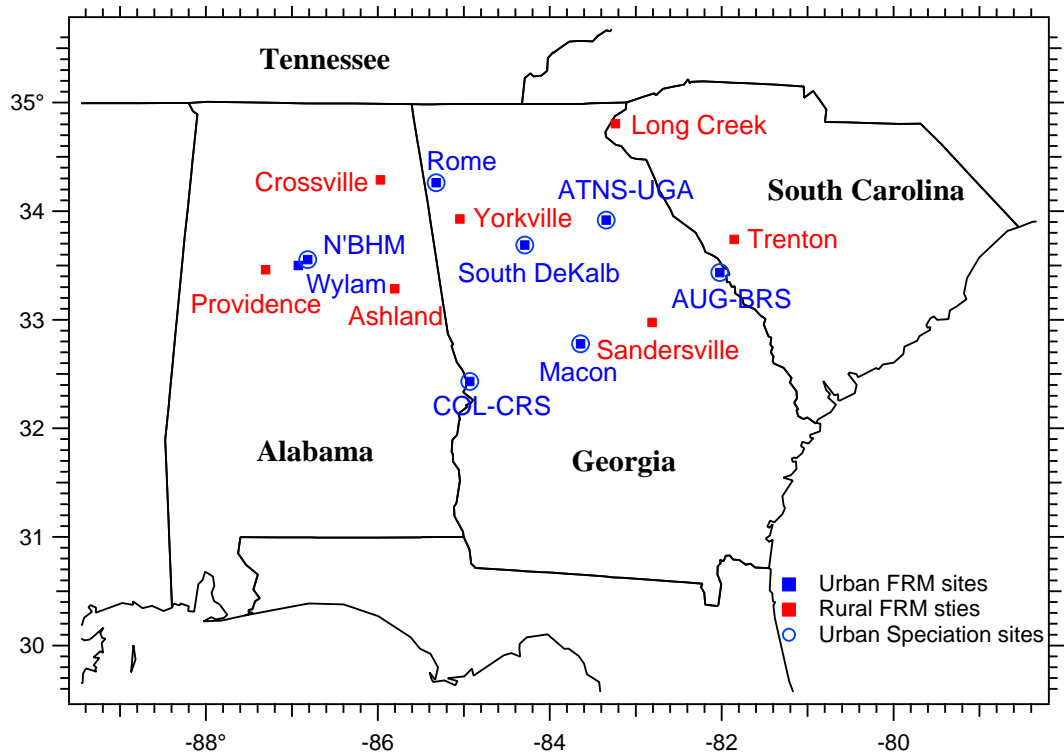 Tennessee
35°
Long Creek
Rome
Crossville
ATNS-UGA
South Carolina
34
Yorkville
Trenton
N'BHM
South DeKalb
Wylam
AUG-BRS
Providence
Ashland
33
Sandersville
Macon
COL-CRS
32
Alabama
Georgia
31
Urban FRM sites
Rural FRM sties
30
Urban Speciation sites
-88°
-86
-84
-82
-80